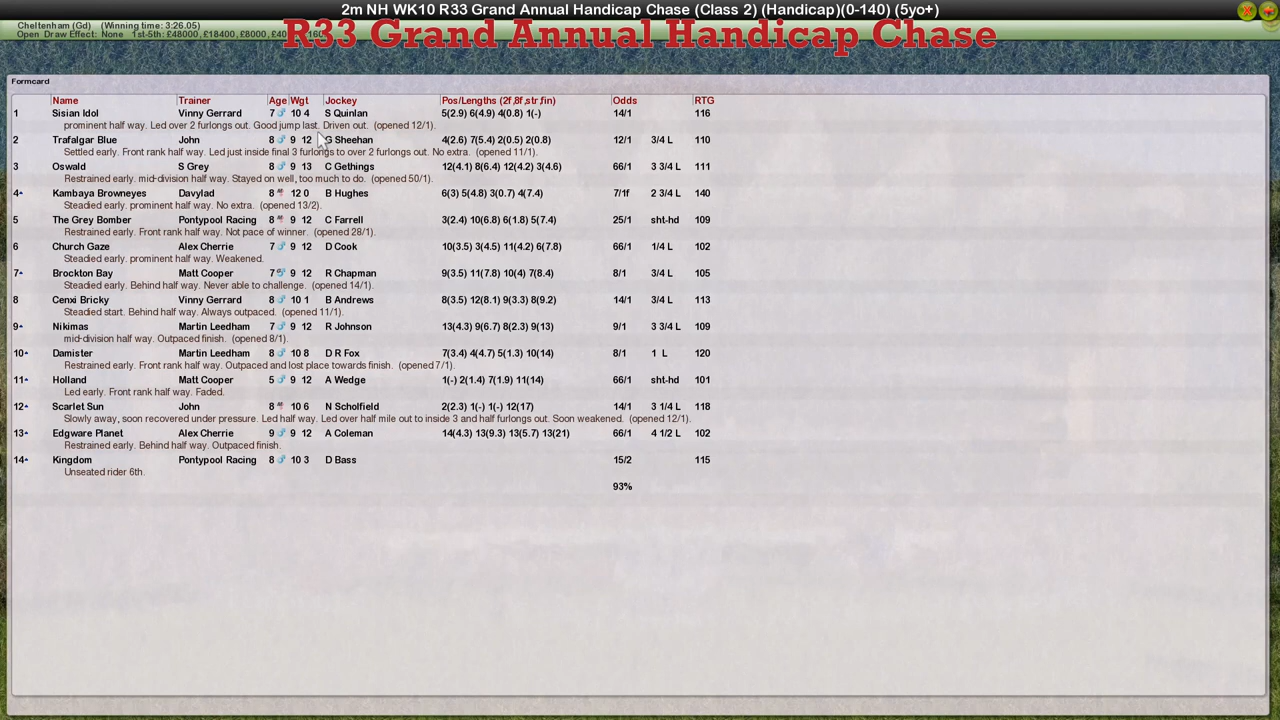 2m NH WK10 R33 Grand Annual Handicap Chase (Class 2) (Handicap)(0-140) (5yo+)
Cheltenham (Gd) (Winning time: 3:26.05)
Open Draw Effect: None 1st-5th: £48000, £18400, £8000,
R33 Grand Annual Handicap Chase
Formcard
Name Trainer Age Wgt Jockey Pos/Lengths (2f,8f,str,fin) Odds RTG
1 Sisian Idol Vinny Gerrard 7 10 4 S Quinlan 5(2.9) 6(4.9) 4(0.8) 1(-) 14/1 116
prominent half way. Led over 2 furlongs out. Good jump last. Driven out. (opened 12/1).
2 Trafalgar Blue John 8 9 12 G Sheehan 4(2.6) 7(5.4) 2(0.5) 2(0.8) 12/1 3/4 L 110
Settled early. Front rank half way. Led just inside final 3 furlongs to over 2 furlongs out. No extra. (opened 11/1).
3 Oswald S Grey 8 9 13 C Gethings 12(4.1) 8(6.4) 12(4.2) 3(4.6) 66/1 3 3/4 L 111
Restrained early. mid-division half way. Stayed on well, too much to do. (opened 50/1).
4 Kambaya Browneyes Davylad 8 12 0 B Hughes 6(3) 5(4.8) 3(0.7) 4(7.4) 7/1f 2 3/4 L 140
Steadied early. prominent half way. No extra. (opened 13/2).
5 The Grey Bomber Pontypool Racing 8 9 12 C Farrell 3(2.4) 10(6.8) 6(1.8) 5(7.4) 25/1 sht-hd 109
Restrained early. Front rank half way. Not pace of winner. (opened 28/1).
6 Church Gaze Alex Cherrie 7 9 12 D Cook 10(3.5) 3(4.5) 11(4.2) 6(7.8) 66/1 1/4 L 102
Steadied early. prominent half way. Weakened.
7 Brockton Bay Matt Cooper 7 9 12 R Chapman 9(3.5) 11(7.8) 10(4) 7(8.4) 8/1 3/4 L 105
Steadied early. Behind half way. Never able to challenge. (opened 14/1).
8 Cenxi Bricky Vinny Gerrard 8 10 1 B Andrews 8(3.5) 12(8.1) 9(3.3) 8(9.2) 14/1 3/4 L 113
Steadied start. Behind half way. Always outpaced. (opened 11/1).
9 Nikimas Martin Leedham 7 9 12 R Johnson 13(4.3) 9(6.7) 8(2.3) 9(13) 9/1 3 3/4 L 109
mid-division half way. Outpaced finish. (opened 8/1).
10 Damister Martin Leedham 8 10 8 D R Fox 7(3.4) 4(4.7) 5(1.3) 10(14) 8/1 1 L 120
Restrained early. Front rank half way. Outpaced and lost place towards finish. (opened 7/1).
11 Holland Matt Cooper 5 9 12 A Wedge 1(-) 2(1.4) 7(1.9) 11(14) 66/1 sht-hd 101
Led early. Front rank half way. Faded.
12 Scarlet Sun John 8 10 6 N Scholfield 2(2.3) 1(-) 1(-) 12(17) 14/1 3 1/4 L 118
Slowly away, soon recovered under pressure. Led half way. Led over half mile out to inside 3 and half furlongs out. Soon weakened. (opened 12/1).
13 Edgware Planet Alex Cherrie 9 9 12 A Coleman 14(4.3) 13(9.3) 13(5.7) 13(21) 66/1 4 1/2 L 102
Restrained early. Behind half way. Outpaced finish.
14 Kingdom Pontypool Racing 8 10 3 D Bass 15/2 115
Unseated rider 6th.
93%